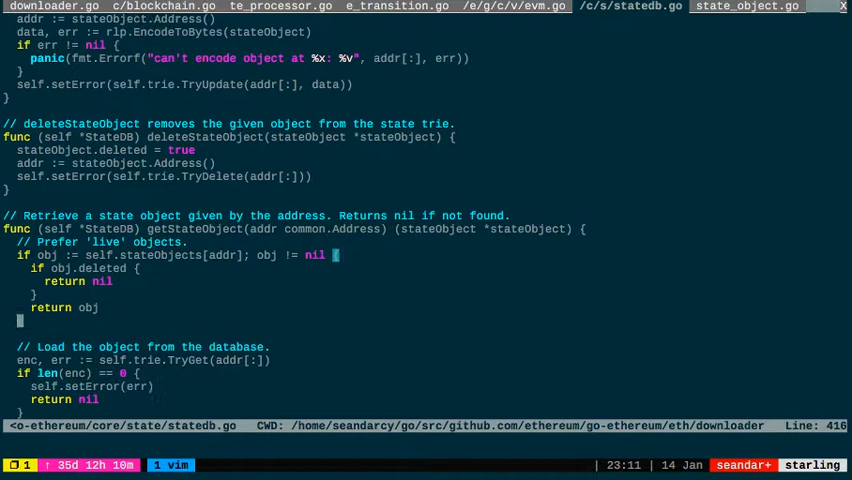 downloader.go  c/blockchain.go  te_processor.go  e_transition.go  /e/g/c/v/evm.go  /c/s/statedb.go  state_object.go  X
  addr := stateObject.Address()
  data, err := rlp.EncodeToBytes(stateObject)
  if err != nil {
    panic(fmt.Errorf("can't encode object at %x: %v", addr[:], err))
  }
  self.setError(self.trie.TryUpdate(addr[:], data))
}
// deleteStateObject removes the given object from the state trie.
func (self *StateDB) deleteStateObject(stateObject *stateObject) {
  stateObject.deleted = true
  addr := stateObject.Address()
  self.setError(self.trie.TryDelete(addr[:]))
}
// Retrieve a state object given by the address. Returns nil if not found.
func (self *StateDB) getStateObject(addr common.Address) (stateObject *stateObject) {
  // Prefer 'live' objects.
  if obj := self.stateObjects[addr]; obj != nil {
    if obj.deleted {
      return nil
    }
    return obj
  }
  // Load the object from the database.
  enc, err := self.trie.TryGet(addr[:])
  if len(enc) == 0 {
    self.setError(err)
    return nil
  }
<o-ethereum/core/state/statedb.go   CWD: /home/seandarcy/go/src/github.com/ethereum/go-ethereum/eth/downloader   Line: 416
1  ↑ 35d 12h 10m  1 vim  | 23:11 | 14 Jan  seandar+  starling